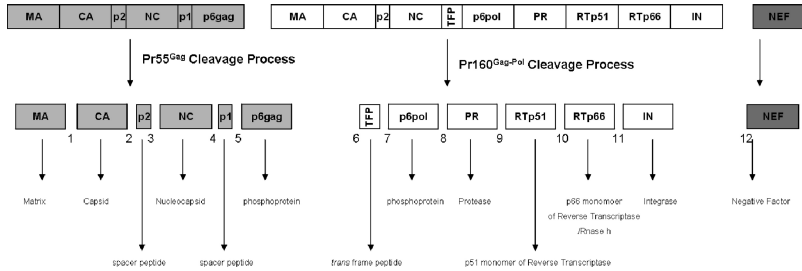 MA CA p2 NC p1 p6gag MA CA p2 NC TFP p6pol PR RTp51 RTp66 IN NEF
Pr55Gag Cleavage Process Pr160Gag-Pol Cleavage Process
MA CA p2 NC p1 p6gag TFP p6pol PR RTp51 RTp66 IN NEF
1 2 3 4 5 6 7 8 9 10 11 12
Matrix Capsid Nucleocapsid phosphoprotein phosphoprotein Protease p66 monomoer Integrase Negative Factor
of Reverse Transcriptase
/Rnase h
spacer peptide spacer peptide trans frame peptide p51 monomer of Reverse Transcriptase